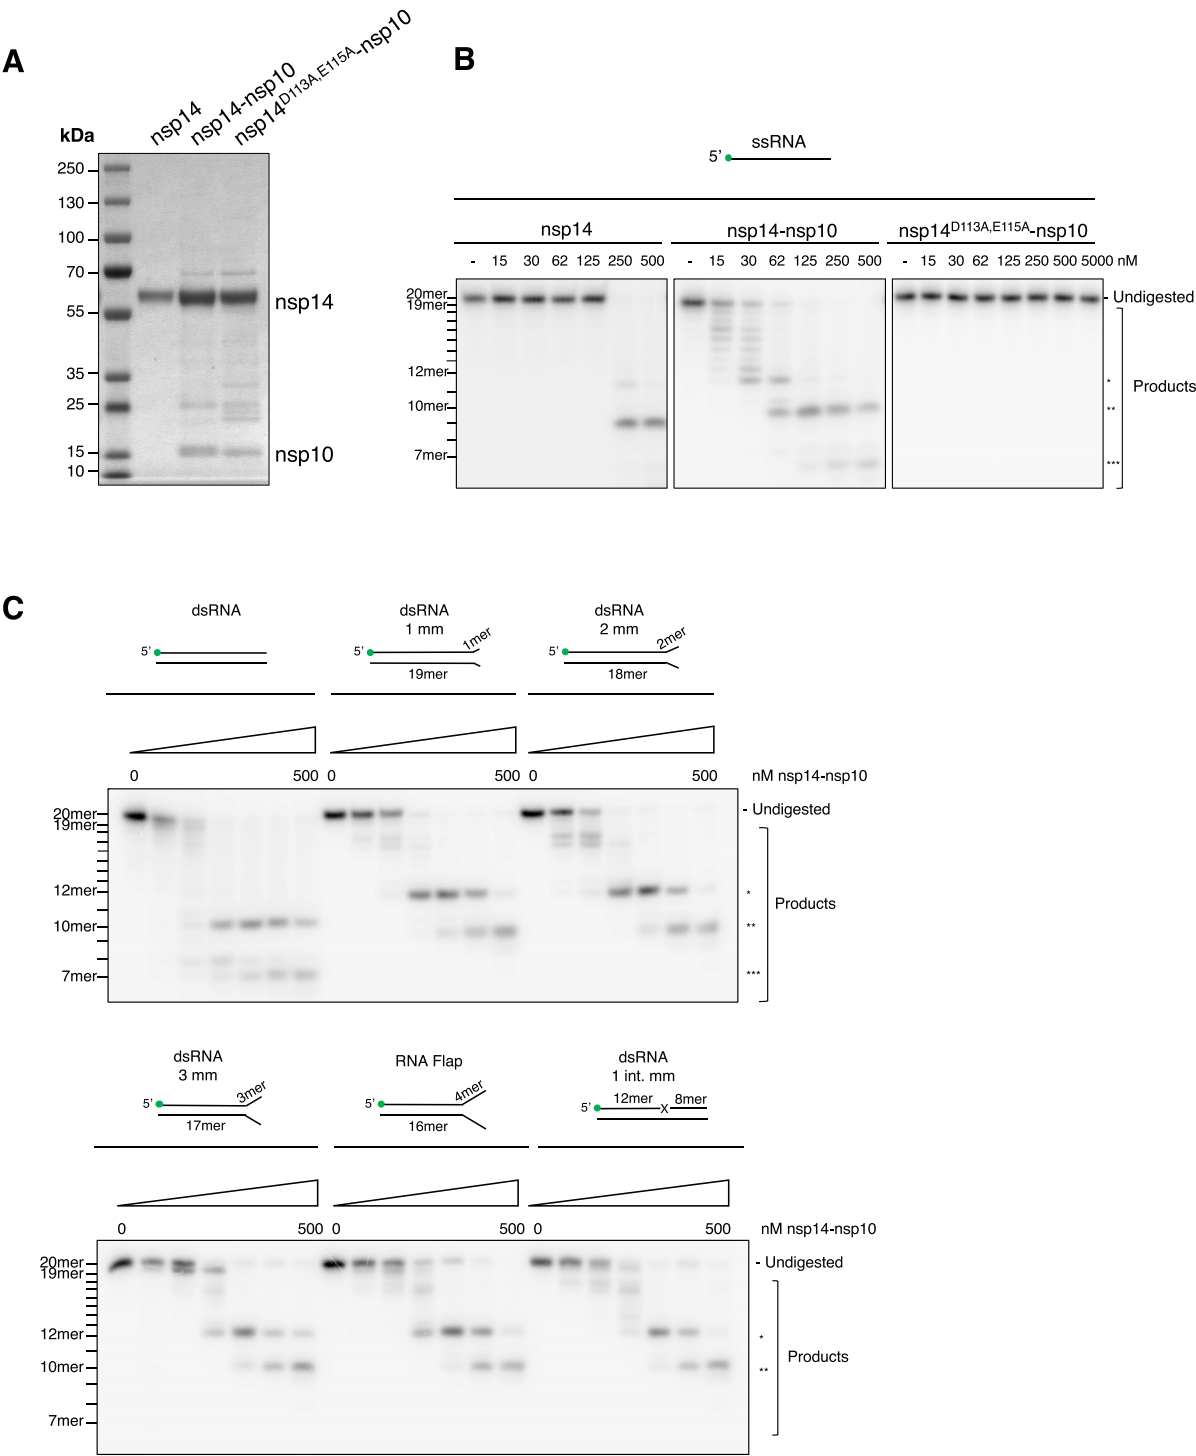 A
kDa
nsp14
nsp14-nsp10
nsp14D113A,E115A-nsp10
250
130
100
70
55
35
25
15
10
nsp14
nsp10
B
ssRNA
5’
nsp14
nsp14-nsp10
nsp14D113A,E115A-nsp10
- 15 30 62 125 250 500
- 15 30 62 125 250 500
- 15 30 62 125 250 500 5000 nM
20mer
19mer
12mer
10mer
7mer
- Undigested
*
**
***
Products
C
dsRNA
5’
dsRNA
1 mm
1mer
5’
19mer
dsRNA
2 mm
2mer
5’
18mer
0 500
0 500
0 500
nM nsp14-nsp10
20mer
19mer
12mer
10mer
7mer
- Undigested
*
**
***
Products
dsRNA
3 mm
3mer
5’
17mer
RNA Flap
4mer
5’
16mer
dsRNA
1 int. mm
12mer 8mer
5’ X
0 500
0 500
0 500
nM nsp14-nsp10
20mer
19mer
12mer
10mer
7mer
- Undigested
*
**
Products